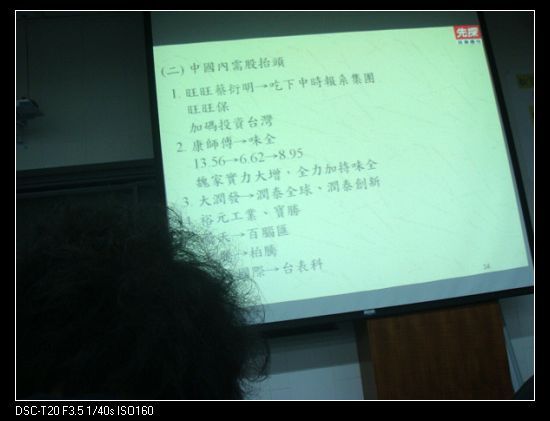 先探
(二) 中國內需股抬頭
1. 旺旺蔡衍明→吃下中時報系集團
旺旺保
加碼投資台灣
2. 康師傅→味全
13.56→6.62→8.95
魏家實力大增、全力加持味全
3. 大潤發→潤泰全球、潤泰創新
4. 裕元工業、寶勝
→百腦匯
→柏騰
國際→台表科
DSC-T20 F3.5 1/40s ISO160